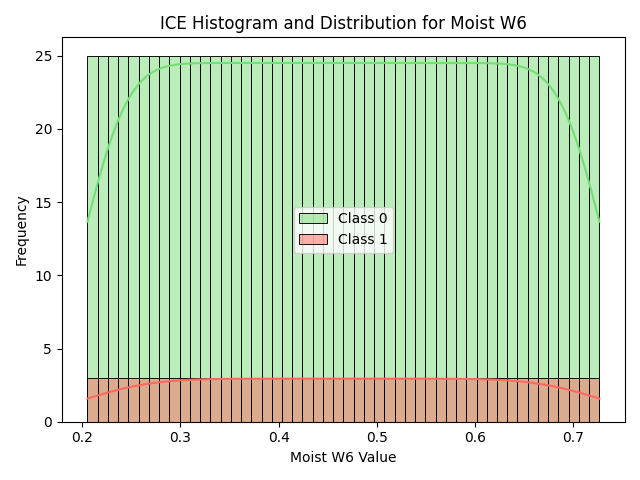 ICE Histogram and Distribution for Moist W6
Frequency
25
20
15
10
5
0
Class 0
Class 1
0.2 0.3 0.4 0.5 0.6 0.7
Moist W6 Value